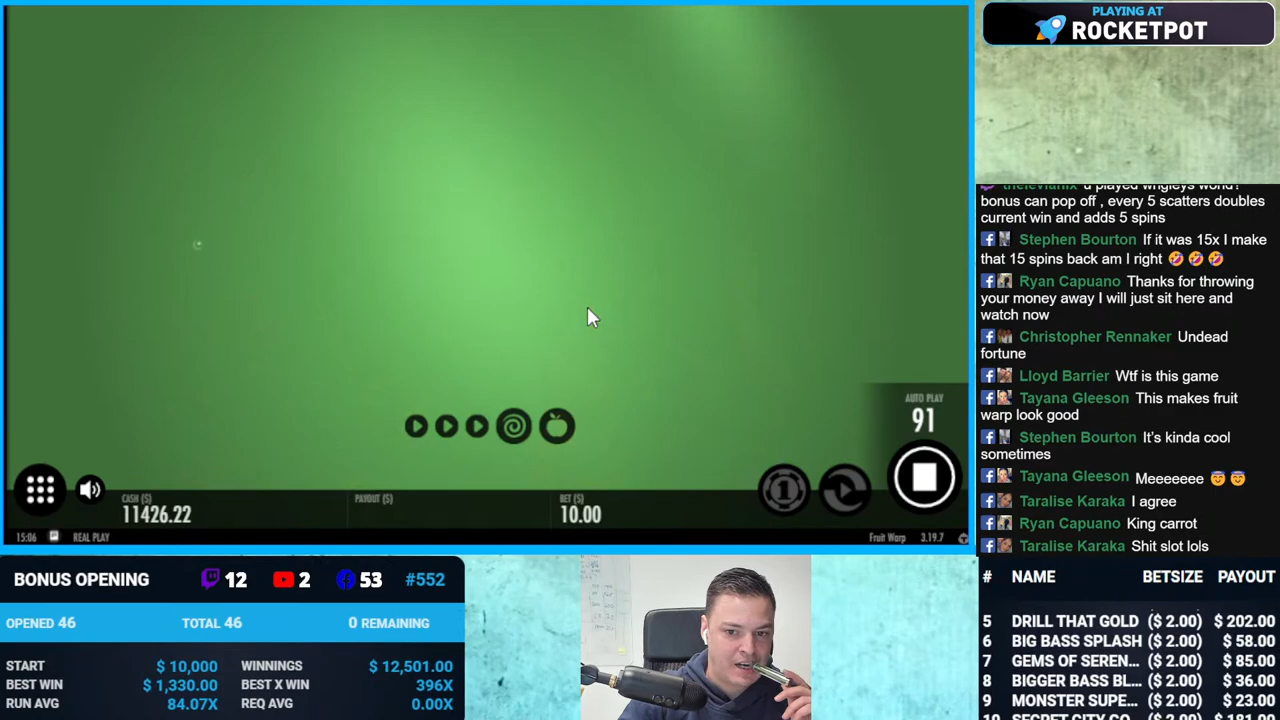 PLAYING AT
ROCKETPOT
bonus can pop off , every 5 scatters doubles
current win and adds 5 spins
Stephen Bourton If it was 15x I make
that 15 spins back am I right 🤣 🤣 🤣
Ryan Capuano Thanks for throwing
your money away I will just sit here and
watch now
Christopher Rennaker Undead
fortune
Lloyd Barrier Wtf is this game
Tayana Gleeson This makes fruit
warp look good
Stephen Bourton It's kinda cool
sometimes
Tayana Gleeson Meeeeeee 😇 😇
Taralise Karaka I agree
Ryan Capuano King carrot
Taralise Karaka Shit slot lols
AUTO PLAY
91
1
CASH ($)
11426.22
PAYOUT ($)
BET ($)
10.00
15:06
REAL PLAY
Fruit Warp 3.19.7
BONUS OPENING 12 2 53 #552
OPENED 46 TOTAL 46 0 REMAINING
START $ 10,000 WINNINGS $ 12,501.00
BEST WIN $ 1,330.00 BEST X WIN 396X
RUN AVG 84.07X REQ AVG 0.00X
# NAME BETSIZE PAYOUT
5 DRILL THAT GOLD ($ 2.00) $ 202.00
6 BIG BASS SPLASH ($ 2.00) $ 58.00
7 GEMS OF SEREN... ($ 2.00) $ 85.00
8 BIGGER BASS BL... ($ 2.00) $ 36.00
9 MONSTER SUPE... ($ 2.00) $ 23.00